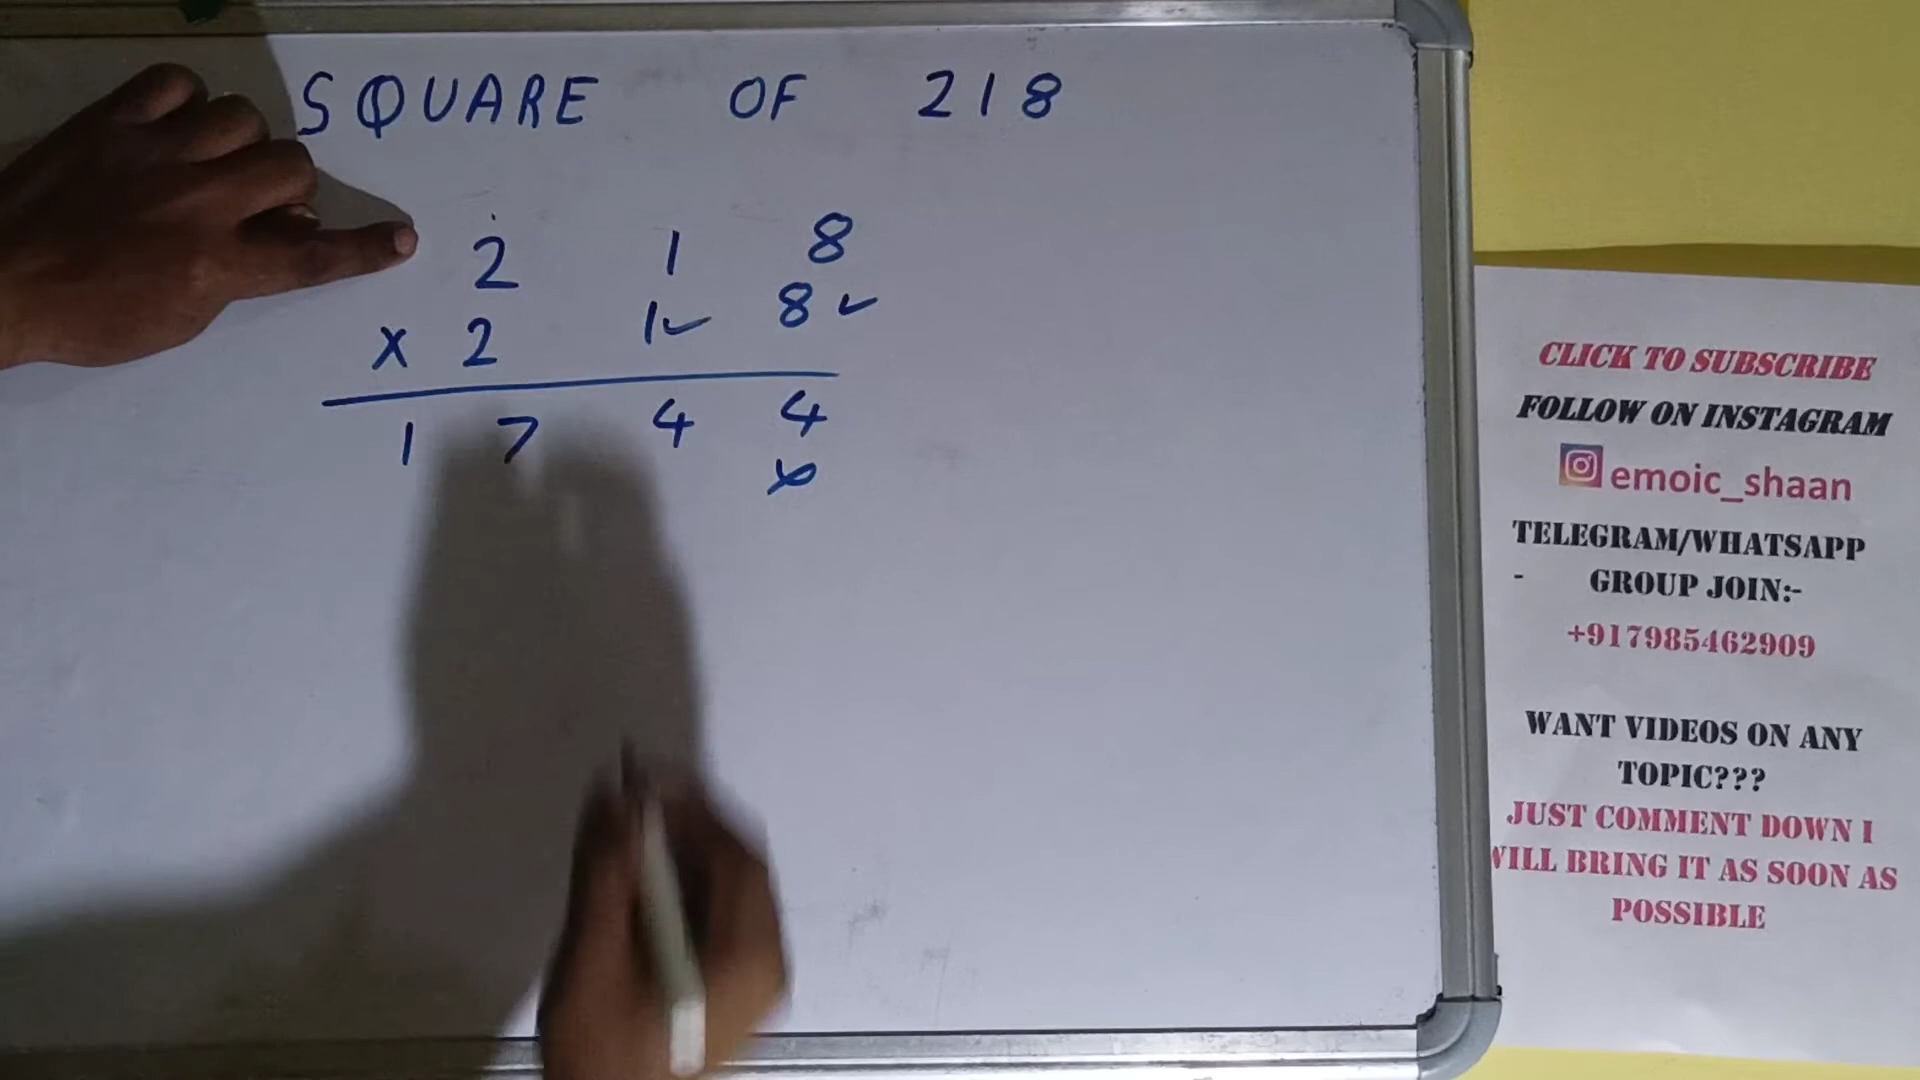 SQUARE OF 218
2 1 8
x 2 1✓ 8✓
1 7 4 4
x
CLICK TO SUBSCRIBE
FOLLOW ON INSTAGRAM
emoic_shaan
TELEGRAM/WHATSAPP
- GROUP JOIN:-
+917985462909
WANT VIDEOS ON ANY
TOPIC???
JUST COMMENT DOWN I
WILL BRING IT AS SOON AS
POSSIBLE